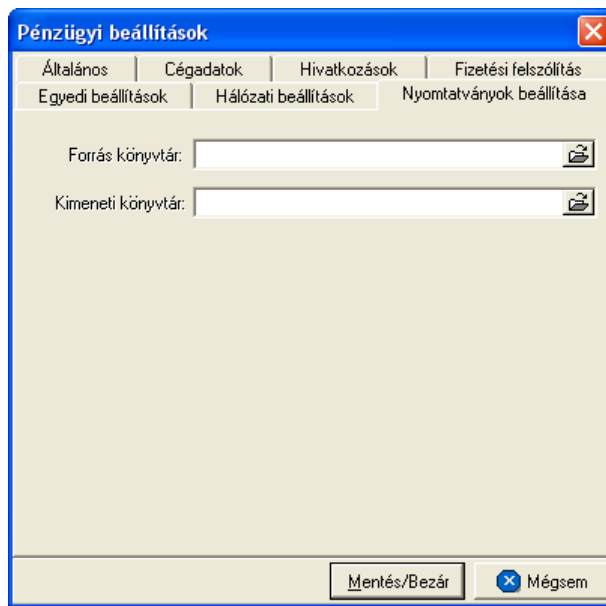 Pénzügyi beállítások
Általános Cégadatok Hivatkozások Fizetési felszólítás
Egyedi beállítások Hálózati beállítások Nyomtatványok beállítása
Forrás könyvtár:
Kimeneti könyvtár:
Mentés/Bezár Mégsem